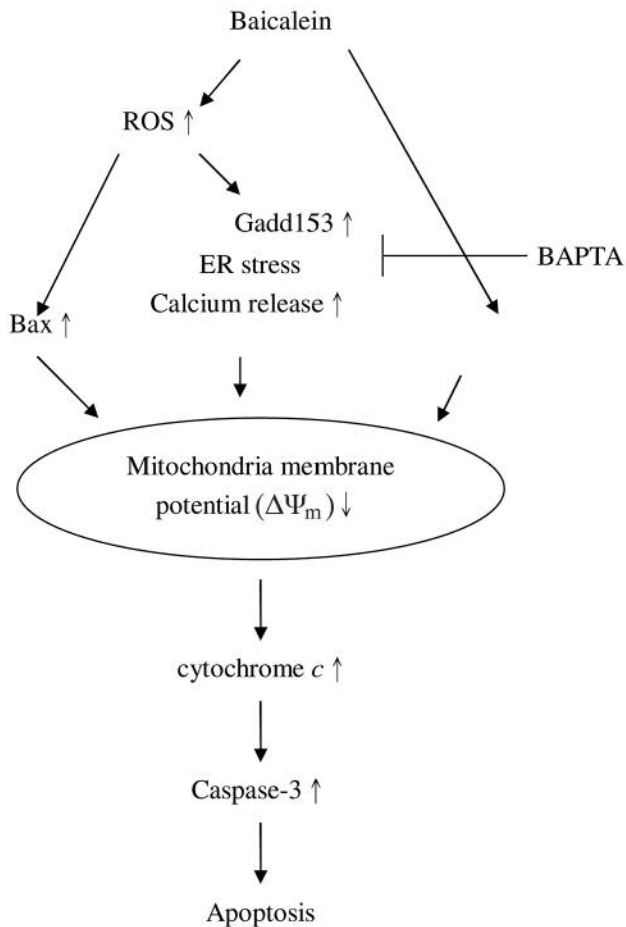 Baicalein
ROS ↑
Gadd153 ↑
ER stress
BAPTA
Calcium release ↑
Bax ↑
Mitochondria membrane
potential (ΔΨm) ↓
cytochrome c ↑
Caspase-3 ↑
Apoptosis